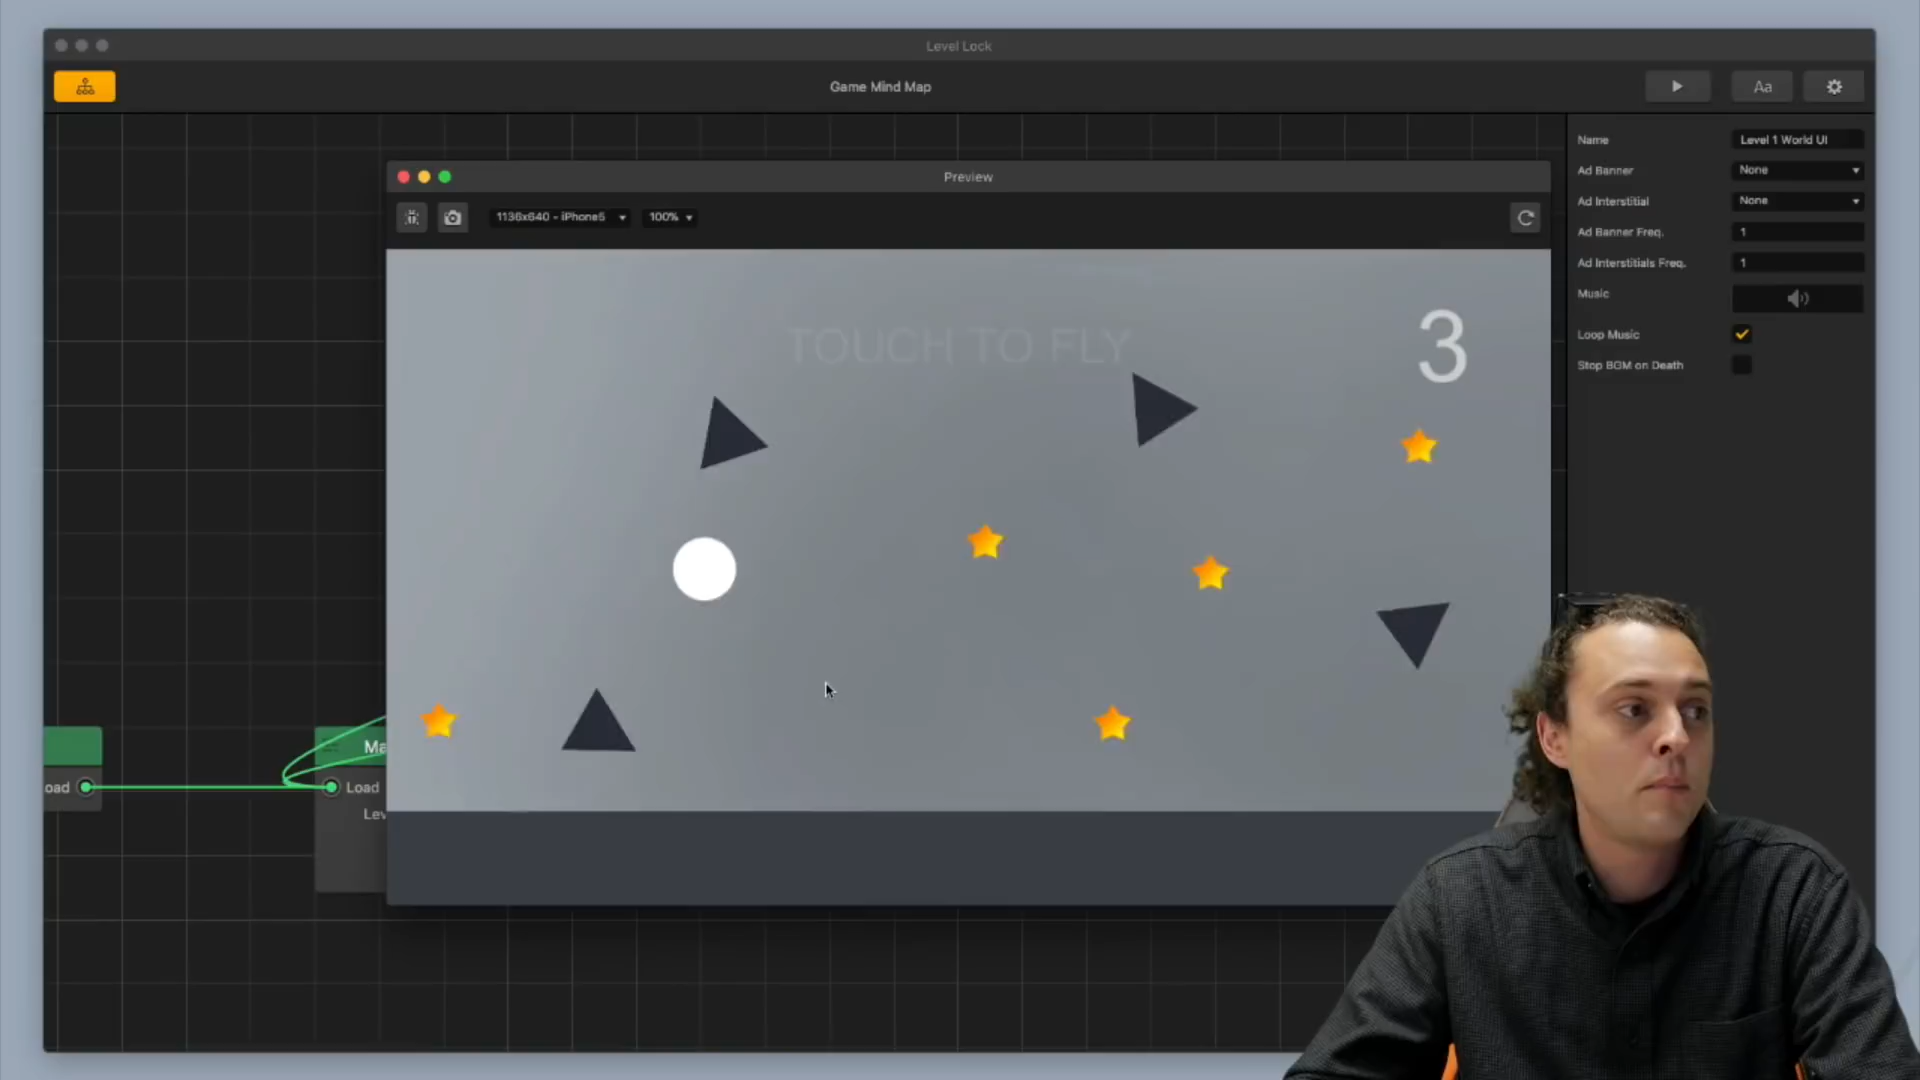 Level Lock
Game Mind Map
Aa
Name
Level 1 World UI
Ad Banner
None
Ad Interstitial
None
Ad Banner Freq.
1
Ad Interstitials Freq.
1
Music
Loop Music
Stop BGM on Death
Preview
1136x640 - iPhone5
100%
TOUCH TO FLY
3
oad
Ma
Load
Lev